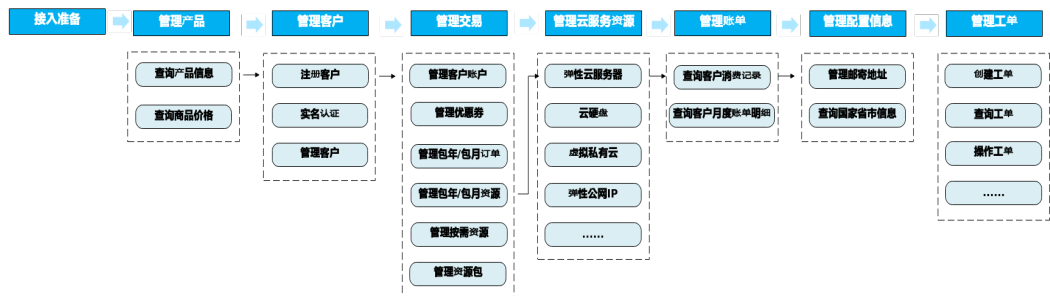 接入准备
管理产品
管理客户
管理交易
管理云服务资源
管理账单
管理配置信息
管理工单
查询产品信息
查询商品价格
注册客户
实名认证
管理客户
管理客户账户
管理优惠券
管理包年/包月订单
管理包年/包月资源
管理按需资源
管理资源包
弹性云服务器
云硬盘
虚拟私有云
弹性公网IP
......
查询客户消费记录
查询客户月度账单明细
管理邮寄地址
查询国家省市信息
创建工单
查询工单
操作工单
......